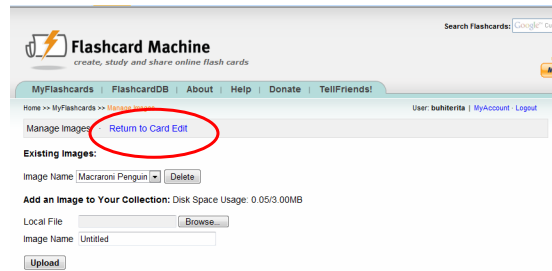 Search Flashcards: Google™
Flashcard Machine
create, study and share online flash cards
MyFlashcards | FlashcardDB | About | Help | Donate | TellFriends!
Home >> MyFlashcards >> Manage Images
User: buhiterita | MyAccount - Logout
Manage Images - Return to Card Edit
Existing Images:
Image Name Macraroni Penguin Delete
Add an Image to Your Collection: Disk Space Usage: 0.05/3.00MB
Local File Browse...
Image Name Untitled
Upload